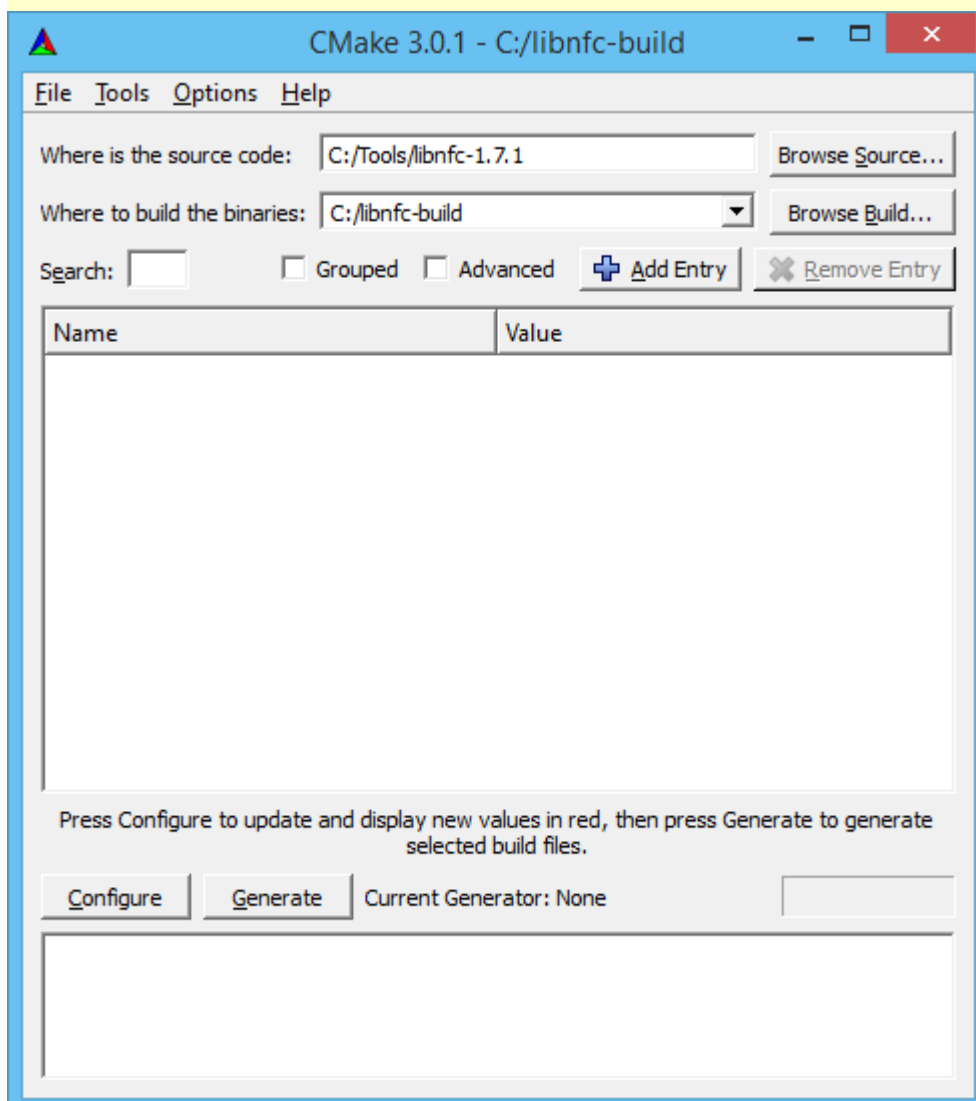 CMake 3.0.1 - C:/libnfc-build
File Tools Options Help
Where is the source code: C:/Tools/libnfc-1.7.1 Browse Source...
Where to build the binaries: C:/libnfc-build Browse Build...
Search: Grouped Advanced Add Entry Remove Entry
Name Value
Press Configure to update and display new values in red, then press Generate to generate
selected build files.
Configure Generate Current Generator: None